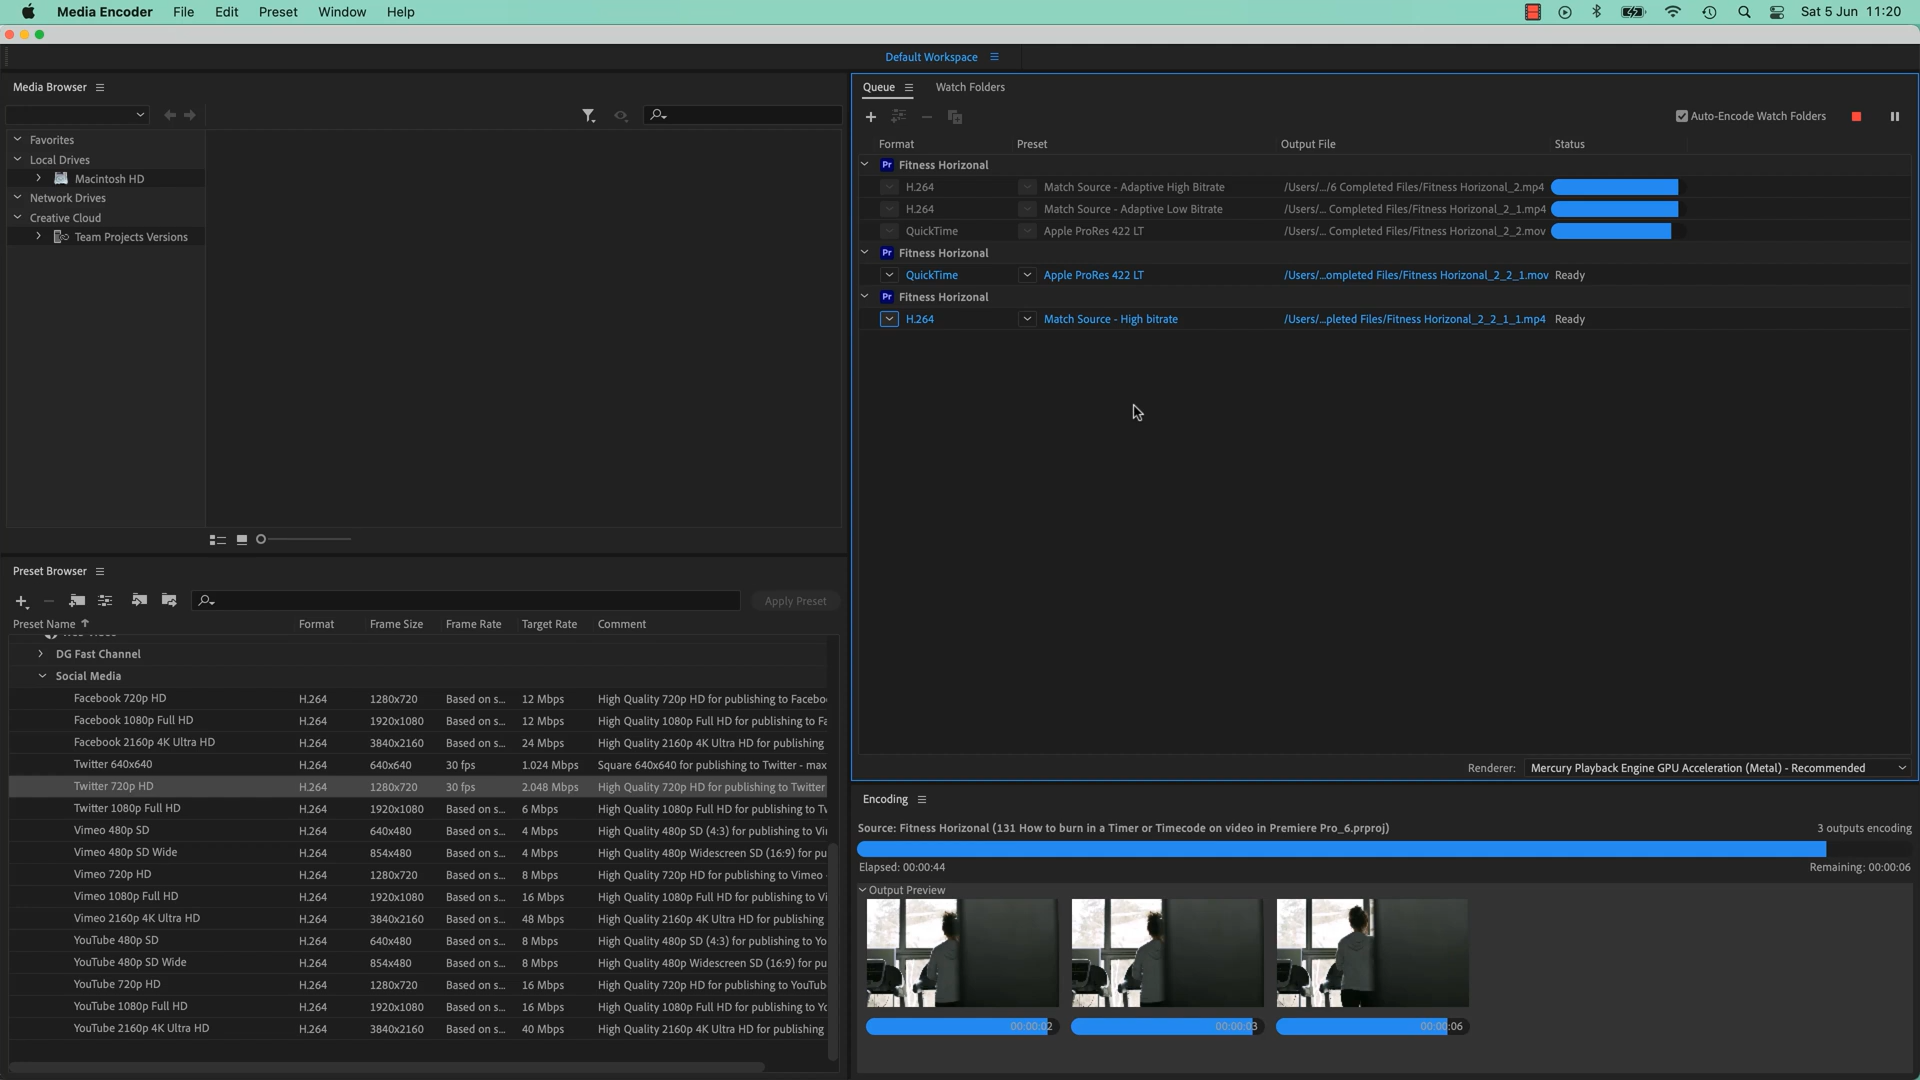 Media Encoder File Edit Preset Window Help Sat 5 Jun 11:20
Default Workspace
Media Browser
Favorites
Local Drives
Macintosh HD
Network Drives
Creative Cloud
Team Projects Versions
Queue Watch Folders
Auto-Encode Watch Folders
Format Preset Output File Status
Pr Fitness Horizonal
H.264 Match Source - Adaptive High Bitrate /Users/.../6 Completed Files/Fitness Horizonal_2.mp4
H.264 Match Source - Adaptive Low Bitrate /Users/... Completed Files/Fitness Horizonal_2_1.mp4
QuickTime Apple ProRes 422 LT /Users/... Completed Files/Fitness Horizonal_2_2.mov
Pr Fitness Horizonal
QuickTime Apple ProRes 422 LT /Users/...ompleted Files/Fitness Horizonal_2_2_1.mov Ready
Pr Fitness Horizonal
H.264 Match Source - High bitrate /Users/...pleted Files/Fitness Horizonal_2_2_1_1.mp4 Ready
Renderer: Mercury Playback Engine GPU Acceleration (Metal) - Recommended
Preset Browser
Apply Preset
Preset Name Format Frame Size Frame Rate Target Rate Comment
DG Fast Channel
Social Media
Facebook 720p HD H.264 1280x720 Based on s... 12 Mbps High Quality 720p HD for publishing to Facebo
Facebook 1080p Full HD H.264 1920x1080 Based on s... 12 Mbps High Quality 1080p Full HD for publishing to Fa
Facebook 2160p 4K Ultra HD H.264 3840x2160 Based on s... 24 Mbps High Quality 2160p 4K Ultra HD for publishing
Twitter 640x640 H.264 640x640 30 fps 1.024 Mbps Square 640x640 for publishing to Twitter - max
Twitter 720p HD H.264 1280x720 30 fps 2.048 Mbps High Quality 720p HD for publishing to Twitter
Twitter 1080p Full HD H.264 1920x1080 Based on s... 6 Mbps High Quality 1080p Full HD for publishing to Tv
Vimeo 480p SD H.264 640x480 Based on s... 4 Mbps High Quality 480p SD (4:3) for publishing to Vi
Vimeo 480p SD Wide H.264 854x480 Based on s... 4 Mbps High Quality 480p Widescreen SD (16:9) for pu
Vimeo 720p HD H.264 1280x720 Based on s... 8 Mbps High Quality 720p HD for publishing to Vimeo
Vimeo 1080p Full HD H.264 1920x1080 Based on s... 16 Mbps High Quality 1080p Full HD for publishing to Vi
Vimeo 2160p 4K Ultra HD H.264 3840x2160 Based on s... 48 Mbps High Quality 2160p 4K Ultra HD for publishing
YouTube 480p SD H.264 640x480 Based on s... 8 Mbps High Quality 480p SD (4:3) for publishing to Yo
YouTube 480p SD Wide H.264 854x480 Based on s... 8 Mbps High Quality 480p Widescreen SD (16:9) for pu
YouTube 720p HD H.264 1280x720 Based on s... 16 Mbps High Quality 720p HD for publishing to YouTub
YouTube 1080p Full HD H.264 1920x1080 Based on s... 16 Mbps High Quality 1080p Full HD for publishing to Yo
YouTube 2160p 4K Ultra HD H.264 3840x2160 Based on s... 40 Mbps High Quality 2160p 4K Ultra HD for publishing
Encoding
Source: Fitness Horizonal (131 How to burn in a Timer or Timecode on video in Premiere Pro_6.prproj) 3 outputs encoding
Elapsed: 00:00:44 Remaining: 00:00:06
Output Preview
00:00:02 00:00:03 00:00:06